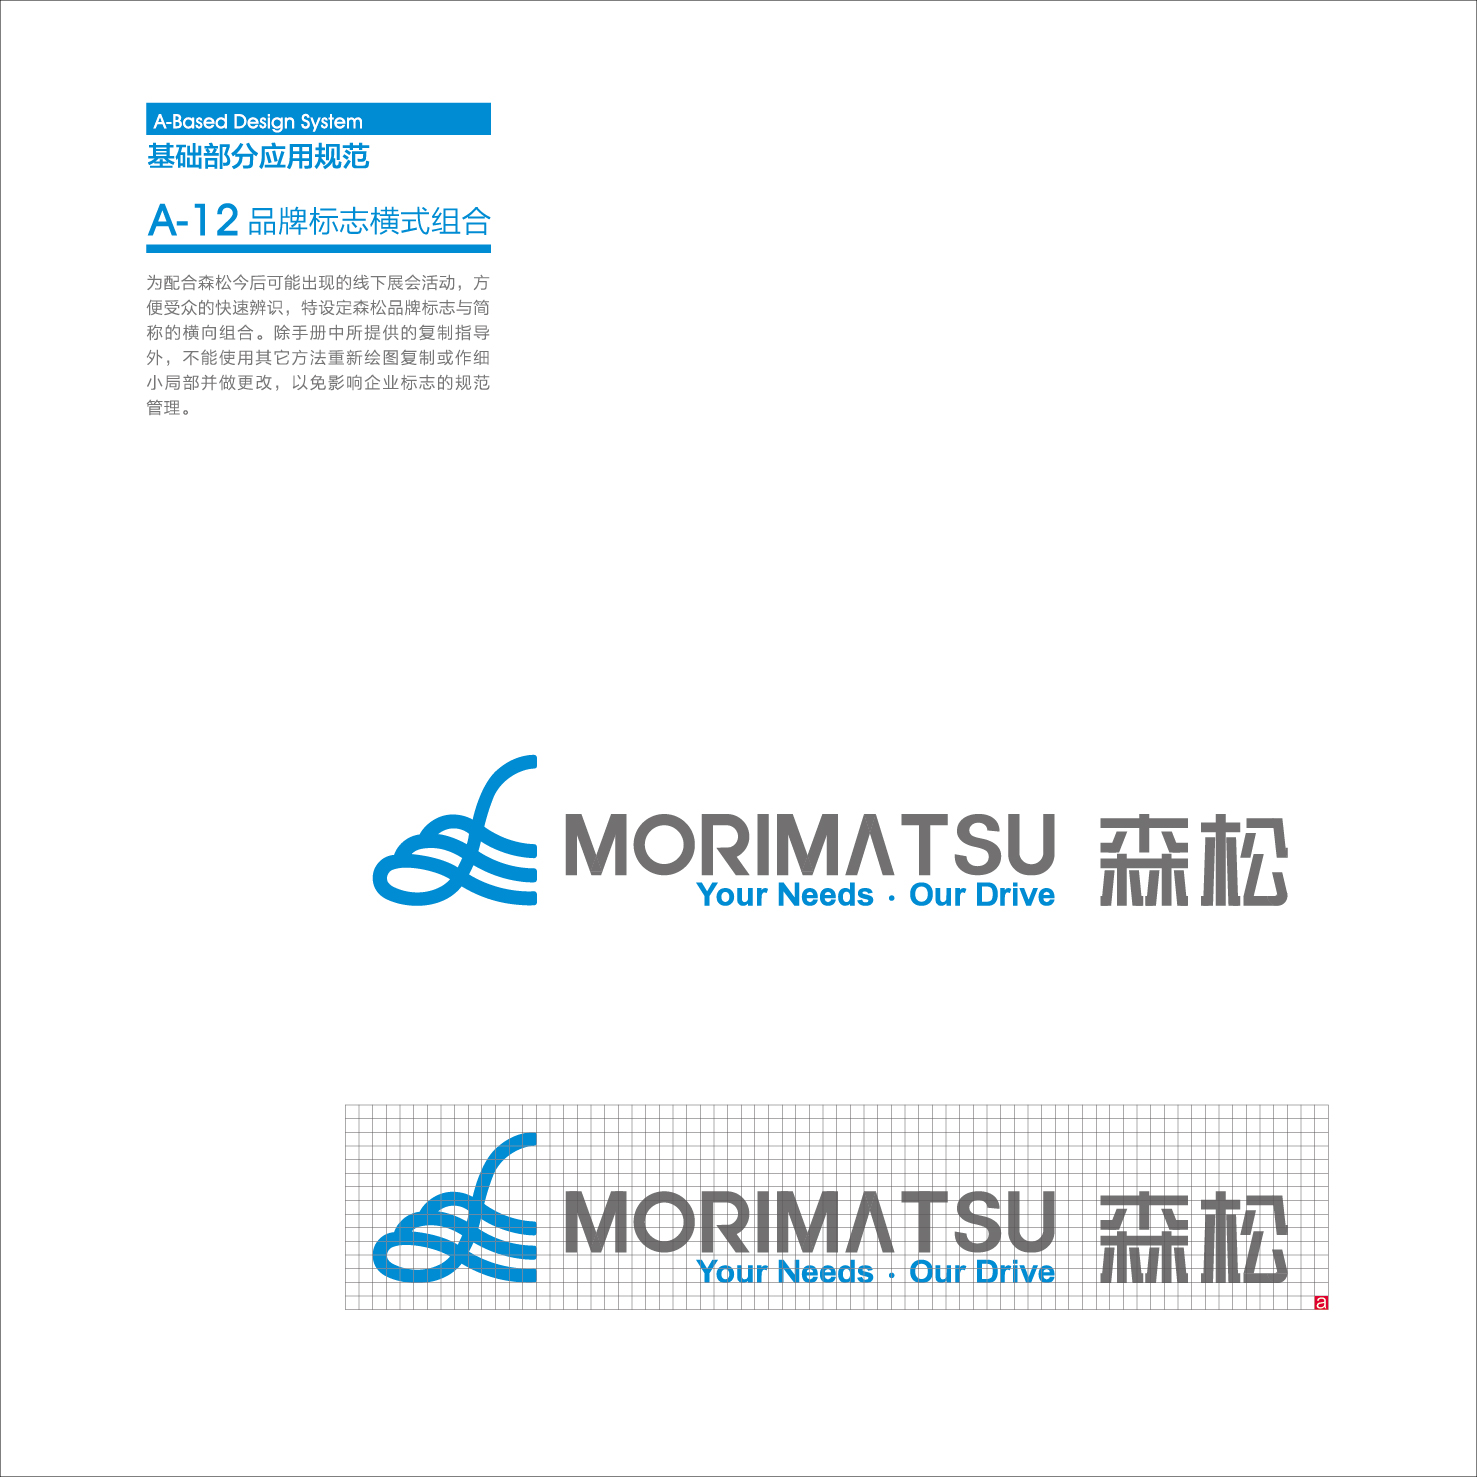 A-Based Design System
基础部分应用规范
A-12 品牌标志横式组合
为配合森松今后可能出现的线下展会活动，方
便受众的快速辨识，特设定森松品牌标志与简
称的横向组合。除手册中所提供的复制指导
外，不能使用其它方法重新绘图复制或作细
小局部并做更改，以免影响企业标志的规范
管理。
MORIMATSU 森松
Your Needs · Our Drive
MORIMATSU 森松
Your Needs · Our Drive
a